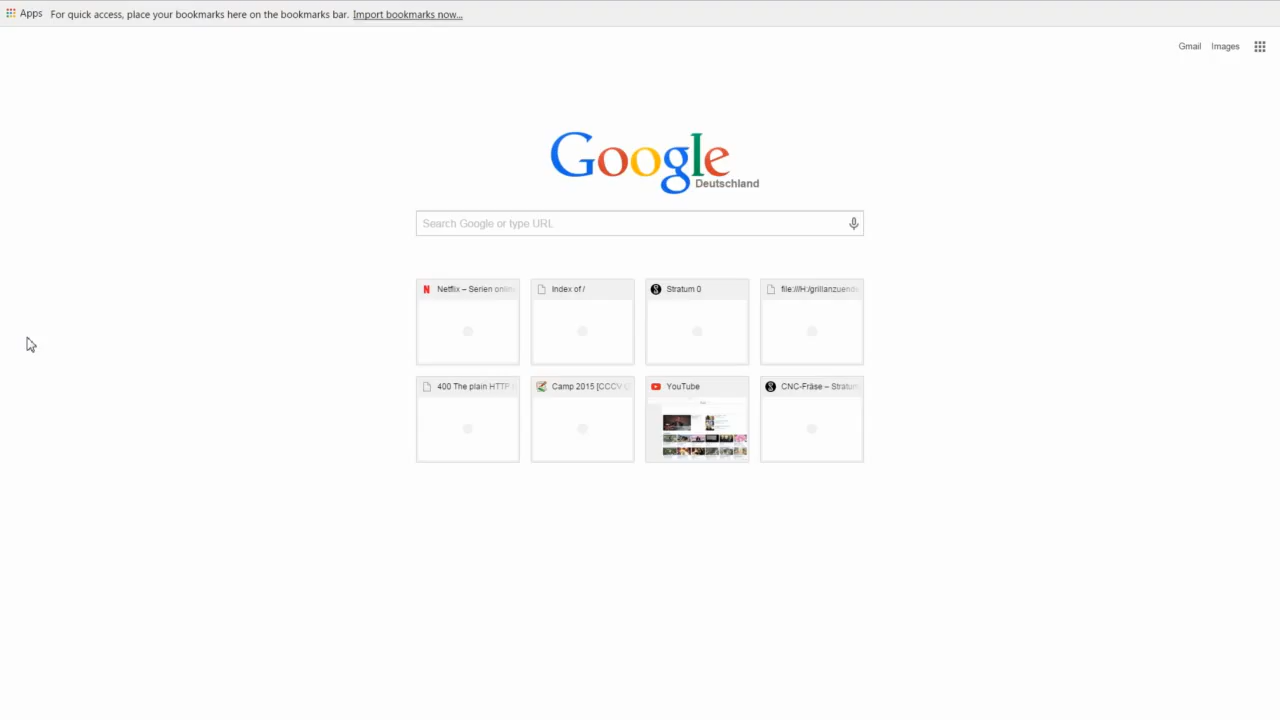 Apps For quick access, place your bookmarks here on the bookmarks bar. Import bookmarks now...
Gmail Images
Google
Deutschland
Search Google or type URL
Netflix – Serien online
Index of /
Stratum 0
file:///H:/grillanzuend
400 The plain HTTP
Camp 2015 [CCCV
YouTube
CNC-Fräse – Stratum